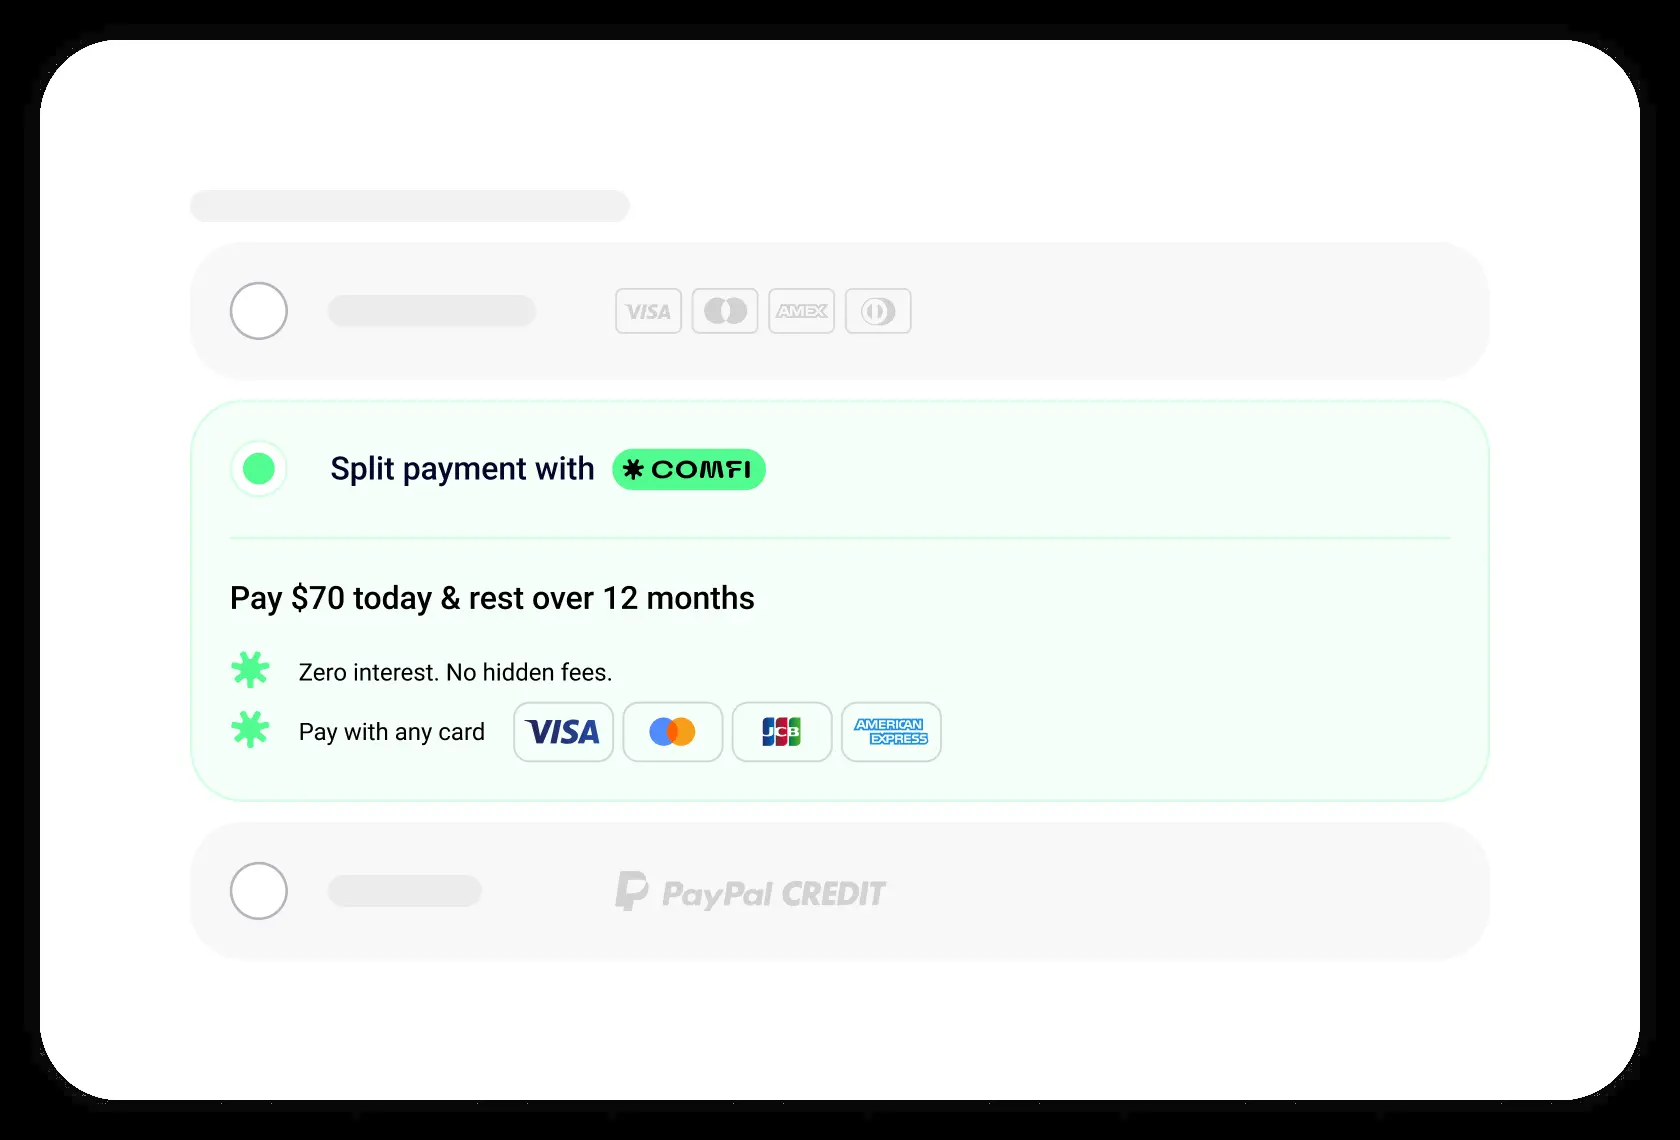 VISA AMEX
Split payment with COMFI
Pay $70 today & rest over 12 months
Zero interest. No hidden fees.
Pay with any card VISA JCB AMERICAN EXPRESS
PayPal CREDIT